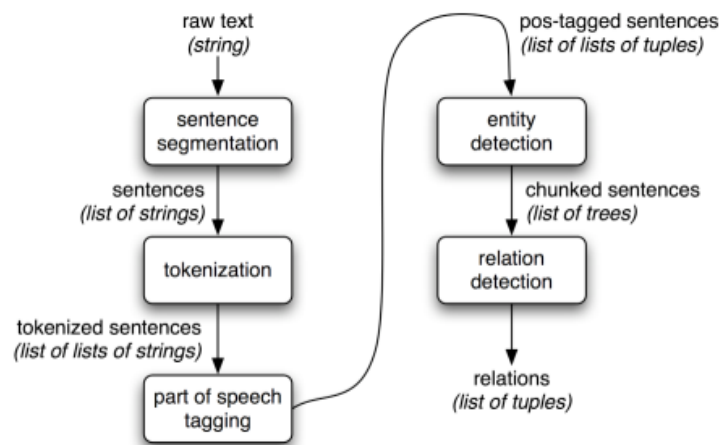 raw text
(string)
sentence
segmentation
sentences
(list of strings)
tokenization
tokenized sentences
(list of lists of strings)
part of speech
tagging
pos-tagged sentences
(list of lists of tuples)
entity
detection
chunked sentences
(list of trees)
relation
detection
relations
(list of tuples)